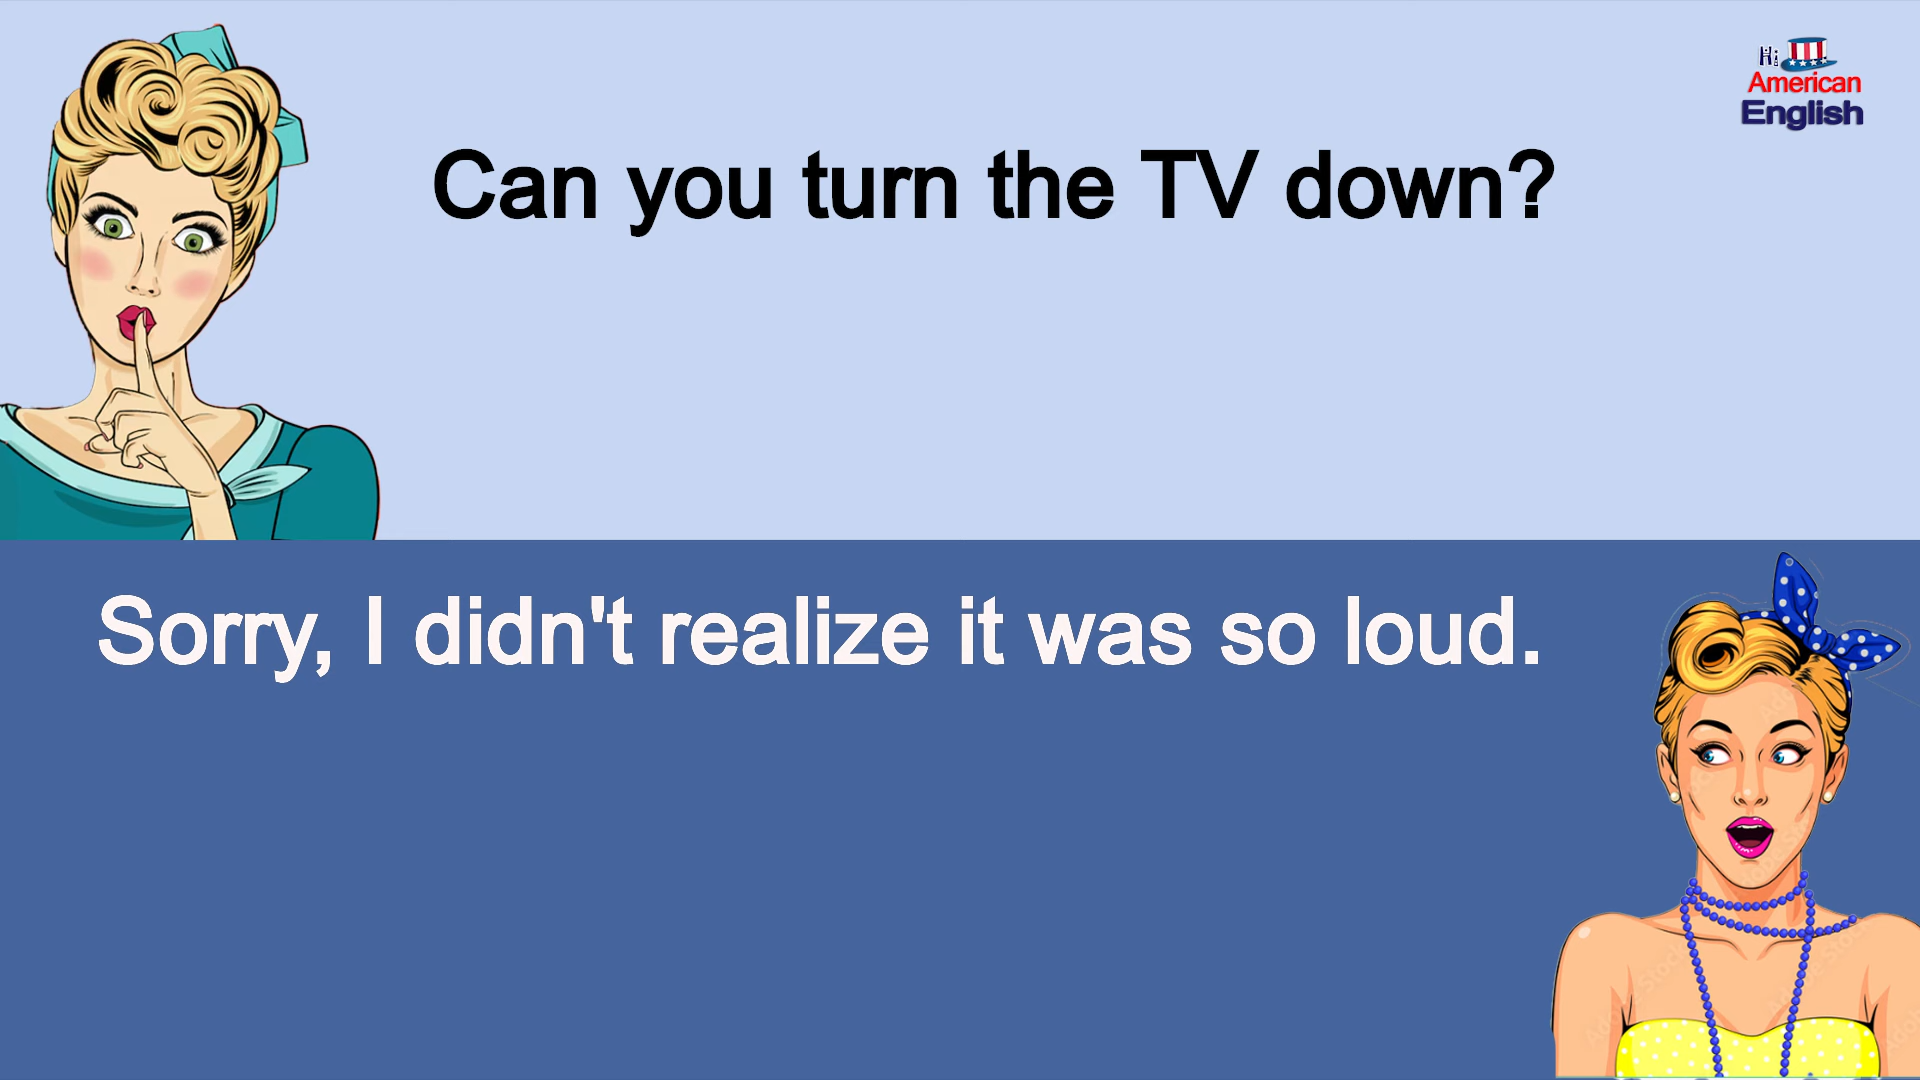 Hi
American
English
Can you turn the TV down?
Sorry, I didn't realize it was so loud.